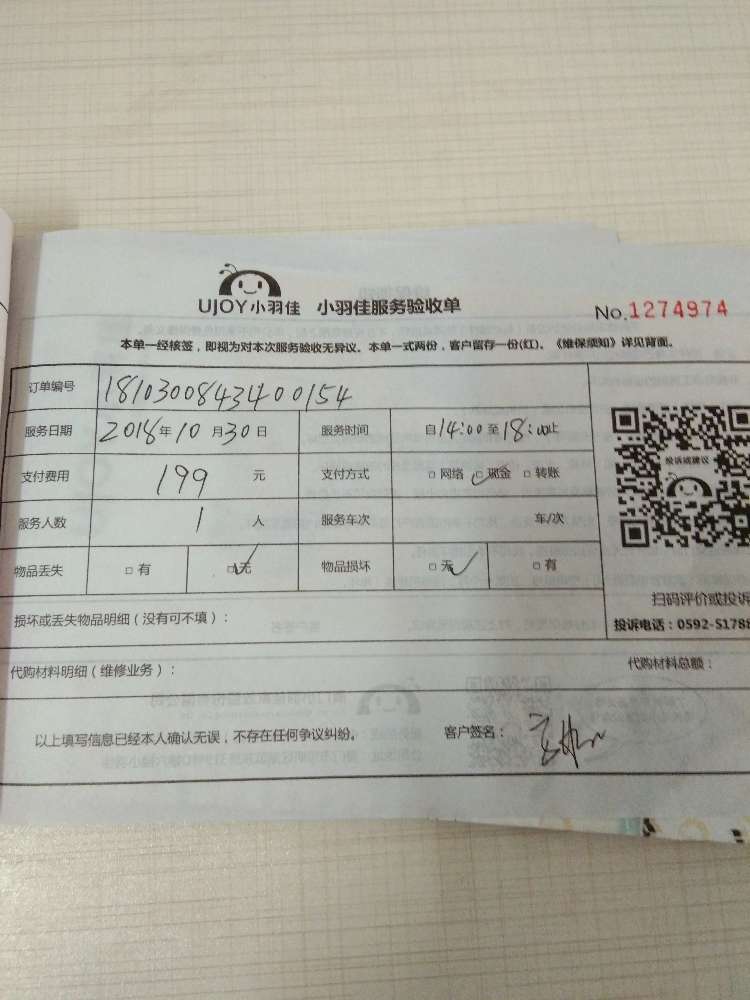 UJOY小羽佳 小羽佳服务验收单 No.1274974
本单一经核签，即视为对本次服务验收无异议。本单一式两份，客户留存一份(红)。《维保须知》详见背面。
订单编号 1810300843400154
服务日期 2018年10月30日 服务时间 自14:00至18:00止
支付费用 199 元 支付方式 □网络 □现金 □转账
服务人数 1 人 服务车次 车/次
投诉或建议
物品丢失 □有 □无 物品损坏 □无 □有
扫码评价或投诉
损坏或丢失物品明细（没有可不填）： 投诉电话：0592-51788
代购材料明细（维修业务）： 代购材料总额：
以上填写信息已经本人确认无误，不存在任何争议纠纷。 客户签名：